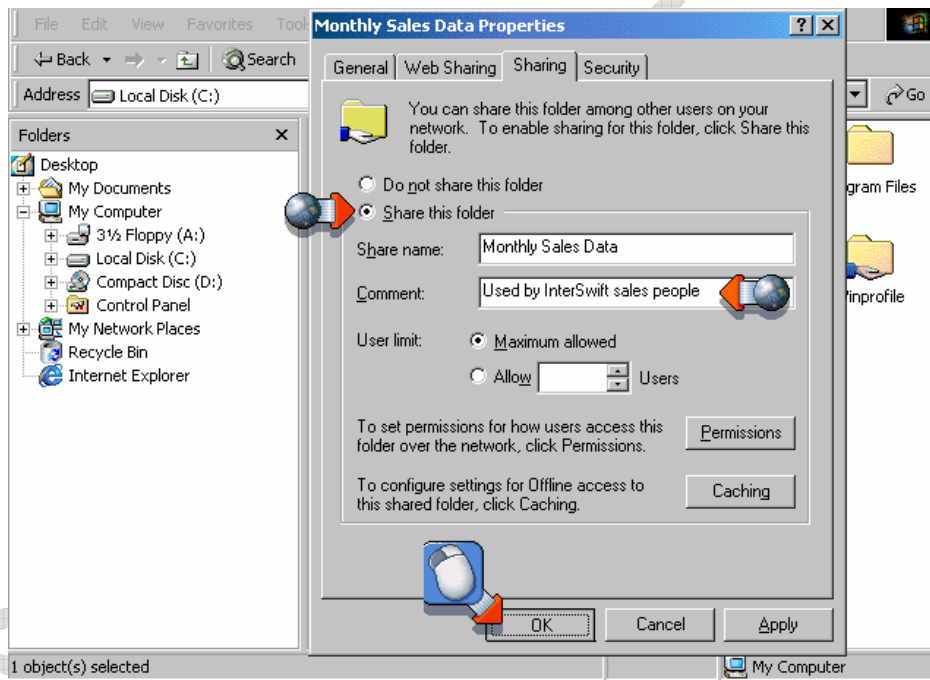 File Edit View Favorites Tool
Monthly Sales Data Properties
Back
Search
General Web Sharing Sharing Security
Address Local Disk (C:)
Go
You can share this folder among other users on your
network. To enable sharing for this folder, click Share this
folder.
Folders
Desktop
My Documents
My Computer
3½ Floppy (A:)
Local Disk (C:)
Compact Disc (D:)
Control Panel
My Network Places
Recycle Bin
Internet Explorer
Do not share this folder
Share this folder
Share name: Monthly Sales Data
Comment: Used by InterSwift sales people
User limit: Maximum allowed
Allow Users
To set permissions for how users access this
folder over the network, click Permissions.
Permissions
To configure settings for Offline access to
this shared folder, click Caching.
Caching
OK Cancel Apply
gram Files
inprofile
1 object(s) selected
My Computer